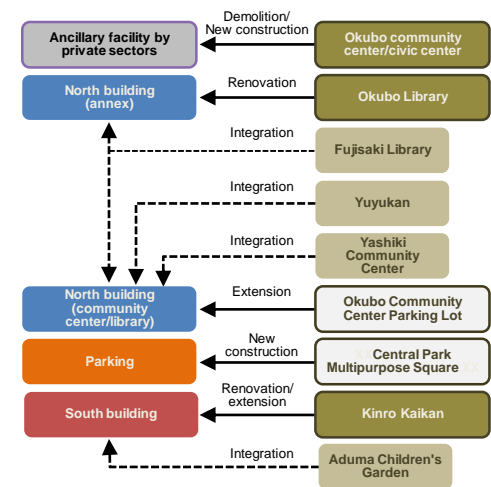 Ancillary facility by
private sectors
Demolition/
New construction
Okubo community
center/civic center
North building
(annex)
Renovation
Okubo Library
Integration
Fujisaki Library
Integration
Yuyukan
Integration
Yashiki
Community
Center
North building
(community
center/library)
Extension
Okubo Community
Center Parking Lot
Parking
New
construction
Central Park
Multipurpose Square
South building
Renovation/
extension
Kinro Kaikan
Integration
Aduma Children's
Garden